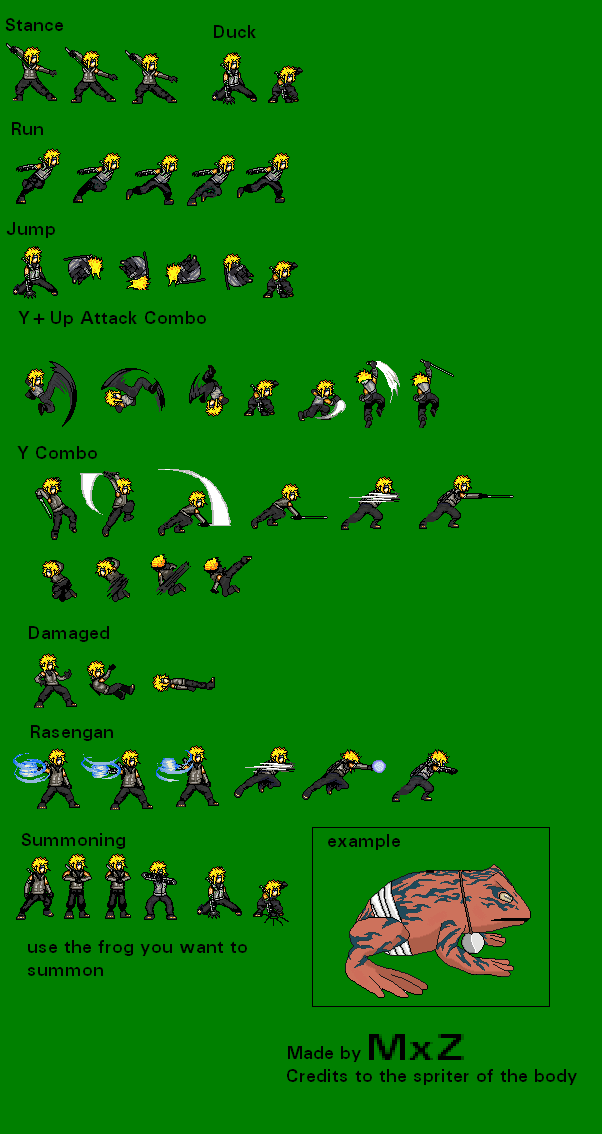 Stance
Duck
Run
Jump
Y + Up Attack Combo
Y Combo
Damaged
Rasengan
Summoning
example
use the frog you want to
summon
Made by MxZ
Credits to the spriter of the body